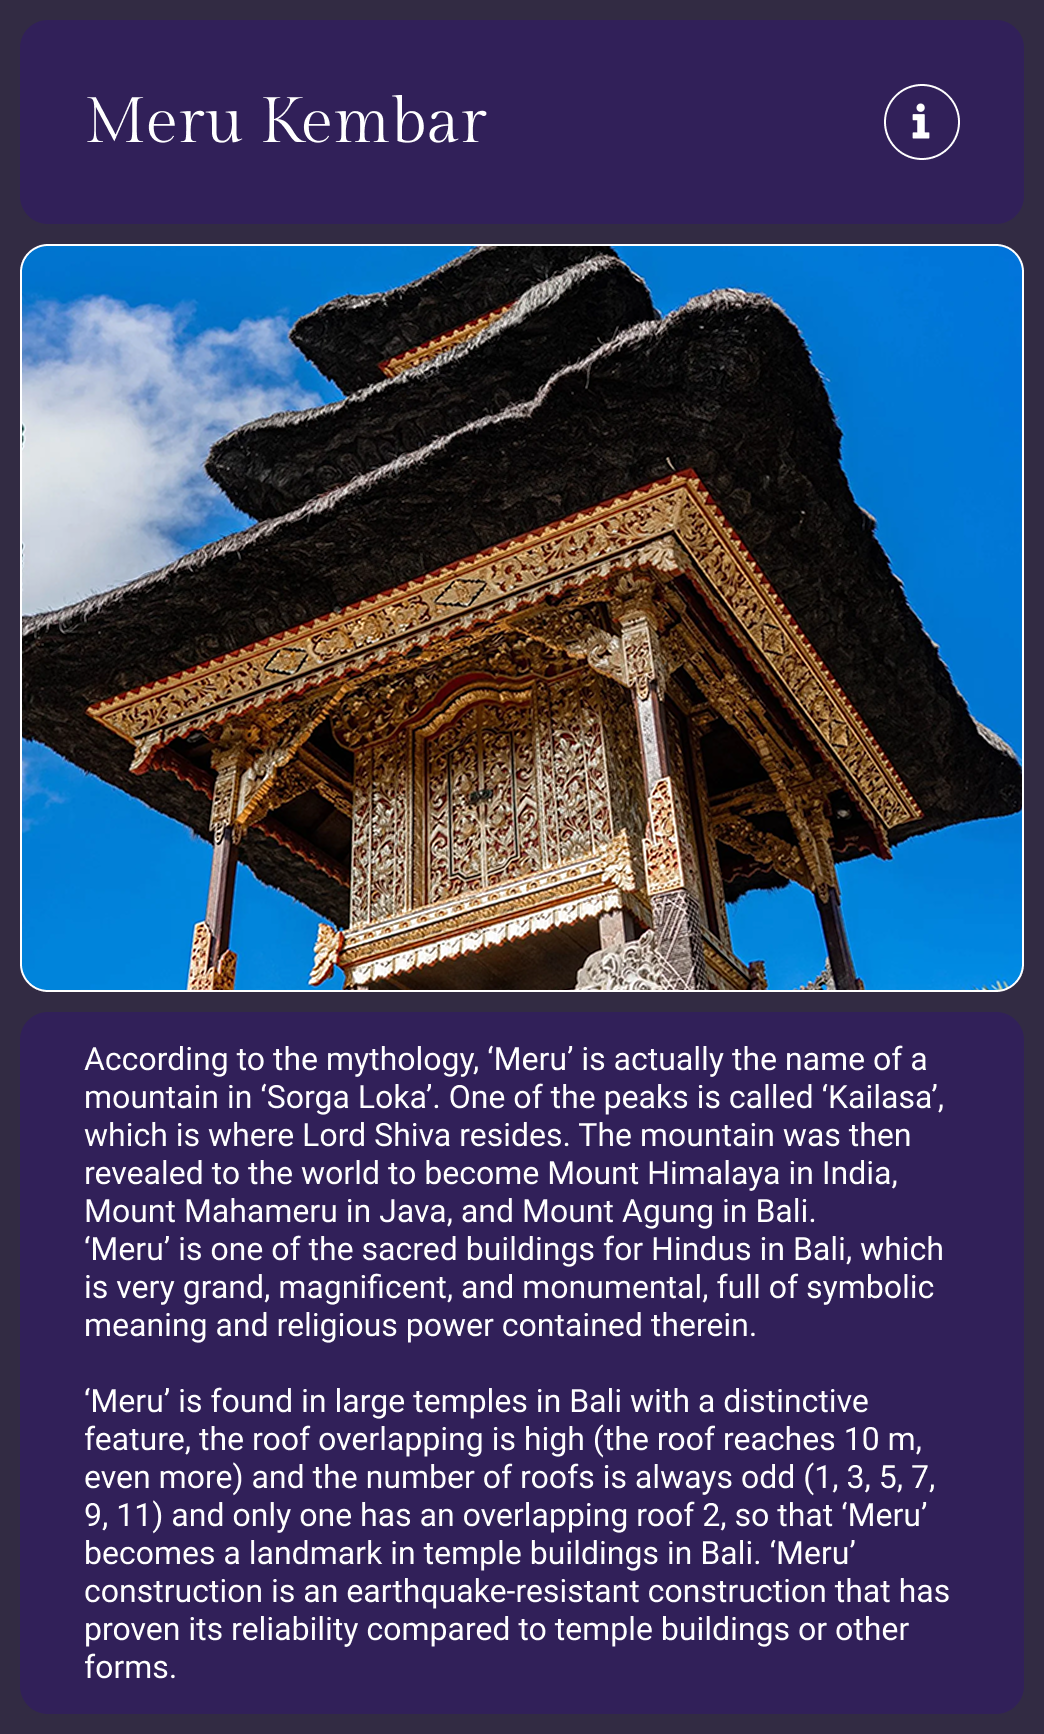 Meru Kembar
According to the mythology, ‘Meru’ is actually the name of a
mountain in ‘Sorga Loka’. One of the peaks is called ‘Kailasa’,
which is where Lord Shiva resides. The mountain was then
revealed to the world to become Mount Himalaya in India,
Mount Mahameru in Java, and Mount Agung in Bali.
‘Meru’ is one of the sacred buildings for Hindus in Bali, which
is very grand, magnificent, and monumental, full of symbolic
meaning and religious power contained therein.
‘Meru’ is found in large temples in Bali with a distinctive
feature, the roof overlapping is high (the roof reaches 10 m,
even more) and the number of roofs is always odd (1, 3, 5, 7,
9, 11) and only one has an overlapping roof 2, so that ‘Meru’
becomes a landmark in temple buildings in Bali. ‘Meru’
construction is an earthquake-resistant construction that has
proven its reliability compared to temple buildings or other
forms.